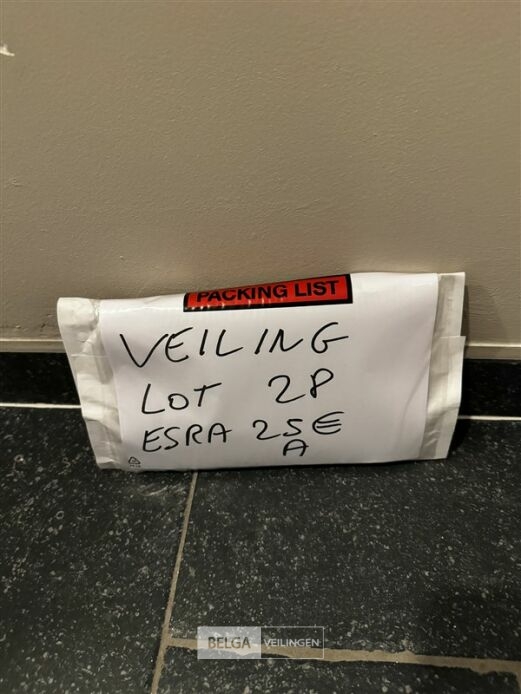 PACKING LIST
VEILING
LOT 28
ESRA 25€
A
BELGA VEILINGEN